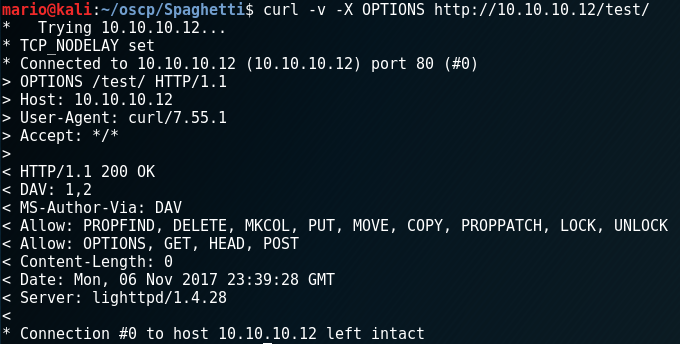 mario@kali:~/oscp/Spaghetti$ curl -v -X OPTIONS http://10.10.10.12/test/
*   Trying 10.10.10.12...
* TCP_NODELAY set
* Connected to 10.10.10.12 (10.10.10.12) port 80 (#0)
> OPTIONS /test/ HTTP/1.1
> Host: 10.10.10.12
> User-Agent: curl/7.55.1
> Accept: */*
>
< HTTP/1.1 200 OK
< DAV: 1,2
< MS-Author-Via: DAV
< Allow: PROPFIND, DELETE, MKCOL, PUT, MOVE, COPY, PROPPATCH, LOCK, UNLOCK
< Allow: OPTIONS, GET, HEAD, POST
< Content-Length: 0
< Date: Mon, 06 Nov 2017 23:39:28 GMT
< Server: lighttpd/1.4.28
<
* Connection #0 to host 10.10.10.12 left intact